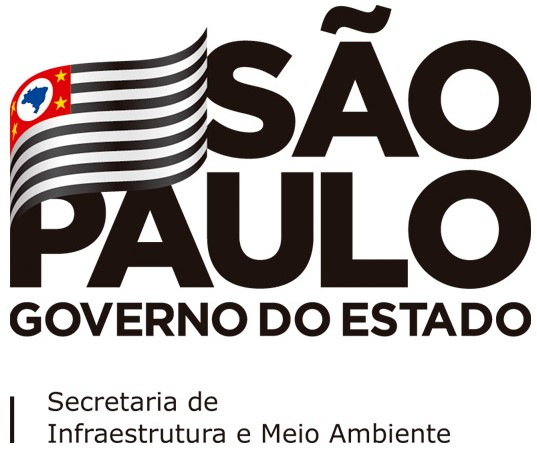 SÃO
PAULO
GOVERNO DO ESTADO
Secretaria de
Infraestrutura e Meio Ambiente